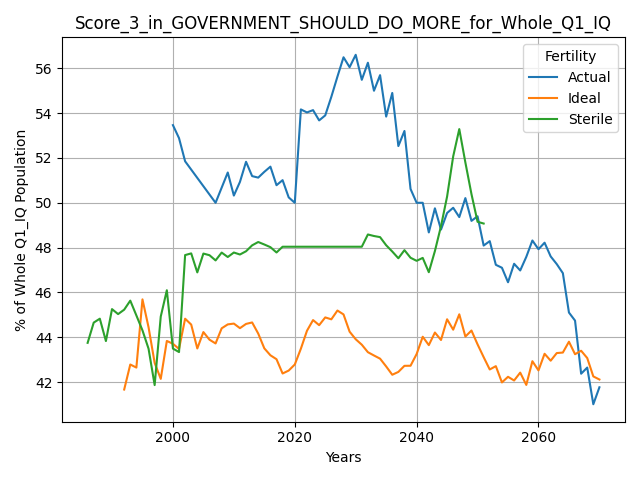 Score_3_in_GOVERNMENT_SHOULD_DO_MORE_for_Whole_Q1_IQ
Fertility
Actual
Ideal
Sterile
% of Whole Q1_IQ Population
56
54
52
50
48
46
44
42
2000
2020
2040
2060
Years